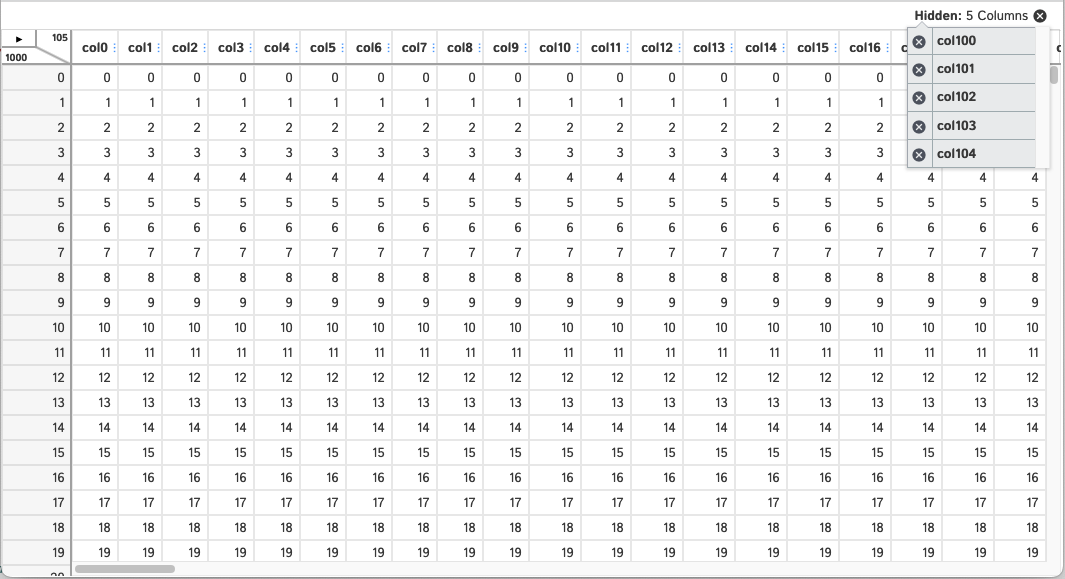 Hidden: 5 Columns
105
1000
col0 col1 col2 col3 col4 col5 col6 col7 col8 col9 col10 col11 col12 col13 col14 col15 col16
col100
col101
col102
col103
col104
0 0 0 0 0 0 0 0 0 0 0 0 0 0 0 0 0 0
1 1 1 1 1 1 1 1 1 1 1 1 1 1 1 1 1 1
2 2 2 2 2 2 2 2 2 2 2 2 2 2 2 2 2 2
3 3 3 3 3 3 3 3 3 3 3 3 3 3 3 3 3 3
4 4 4 4 4 4 4 4 4 4 4 4 4 4 4 4 4 4 4 4 4
5 5 5 5 5 5 5 5 5 5 5 5 5 5 5 5 5 5 5 5 5
6 6 6 6 6 6 6 6 6 6 6 6 6 6 6 6 6 6 6 6 6
7 7 7 7 7 7 7 7 7 7 7 7 7 7 7 7 7 7 7 7 7
8 8 8 8 8 8 8 8 8 8 8 8 8 8 8 8 8 8 8 8 8
9 9 9 9 9 9 9 9 9 9 9 9 9 9 9 9 9 9 9 9 9
10 10 10 10 10 10 10 10 10 10 10 10 10 10 10 10 10 10 10 10 10
11 11 11 11 11 11 11 11 11 11 11 11 11 11 11 11 11 11 11 11 11
12 12 12 12 12 12 12 12 12 12 12 12 12 12 12 12 12 12 12 12 12
13 13 13 13 13 13 13 13 13 13 13 13 13 13 13 13 13 13 13 13 13
14 14 14 14 14 14 14 14 14 14 14 14 14 14 14 14 14 14 14 14 14
15 15 15 15 15 15 15 15 15 15 15 15 15 15 15 15 15 15 15 15 15
16 16 16 16 16 16 16 16 16 16 16 16 16 16 16 16 16 16 16 16 16
17 17 17 17 17 17 17 17 17 17 17 17 17 17 17 17 17 17 17 17 17
18 18 18 18 18 18 18 18 18 18 18 18 18 18 18 18 18 18 18 18 18
19 19 19 19 19 19 19 19 19 19 19 19 19 19 19 19 19 19 19 19 19